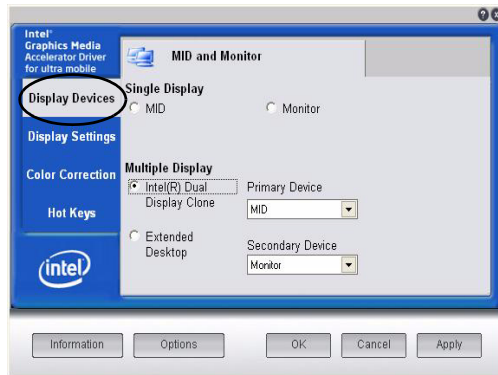 Intel®
Graphics Media
Accelerator Driver
for ultra mobile
MID and Monitor
Display Devices
Display Settings
Color Correction
Hot Keys
intel
Single Display
MID
Monitor
Multiple Display
Intel(R) Dual
Display Clone
Primary Device
MID
Extended
Desktop
Secondary Device
Monitor
Information
Options
OK
Cancel
Apply